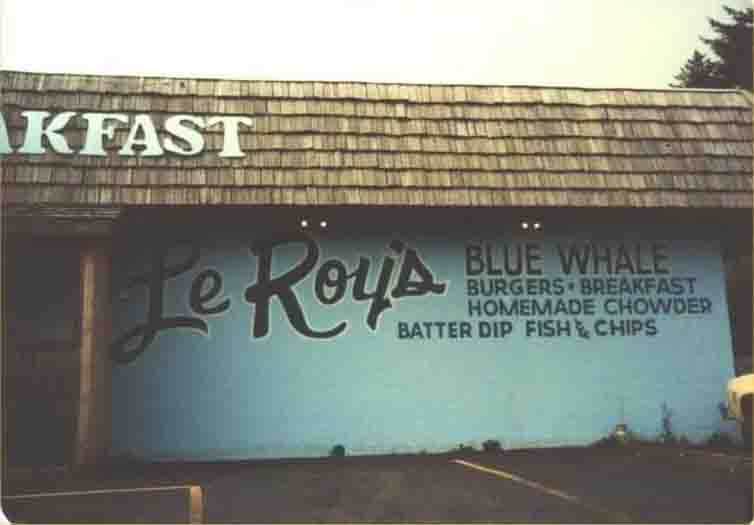 AKFAST
Le Roy's
BLUE WHALE
BURGERS • BREAKFAST
HOMEMADE CHOWDER
BATTER DIP FISH & CHIPS